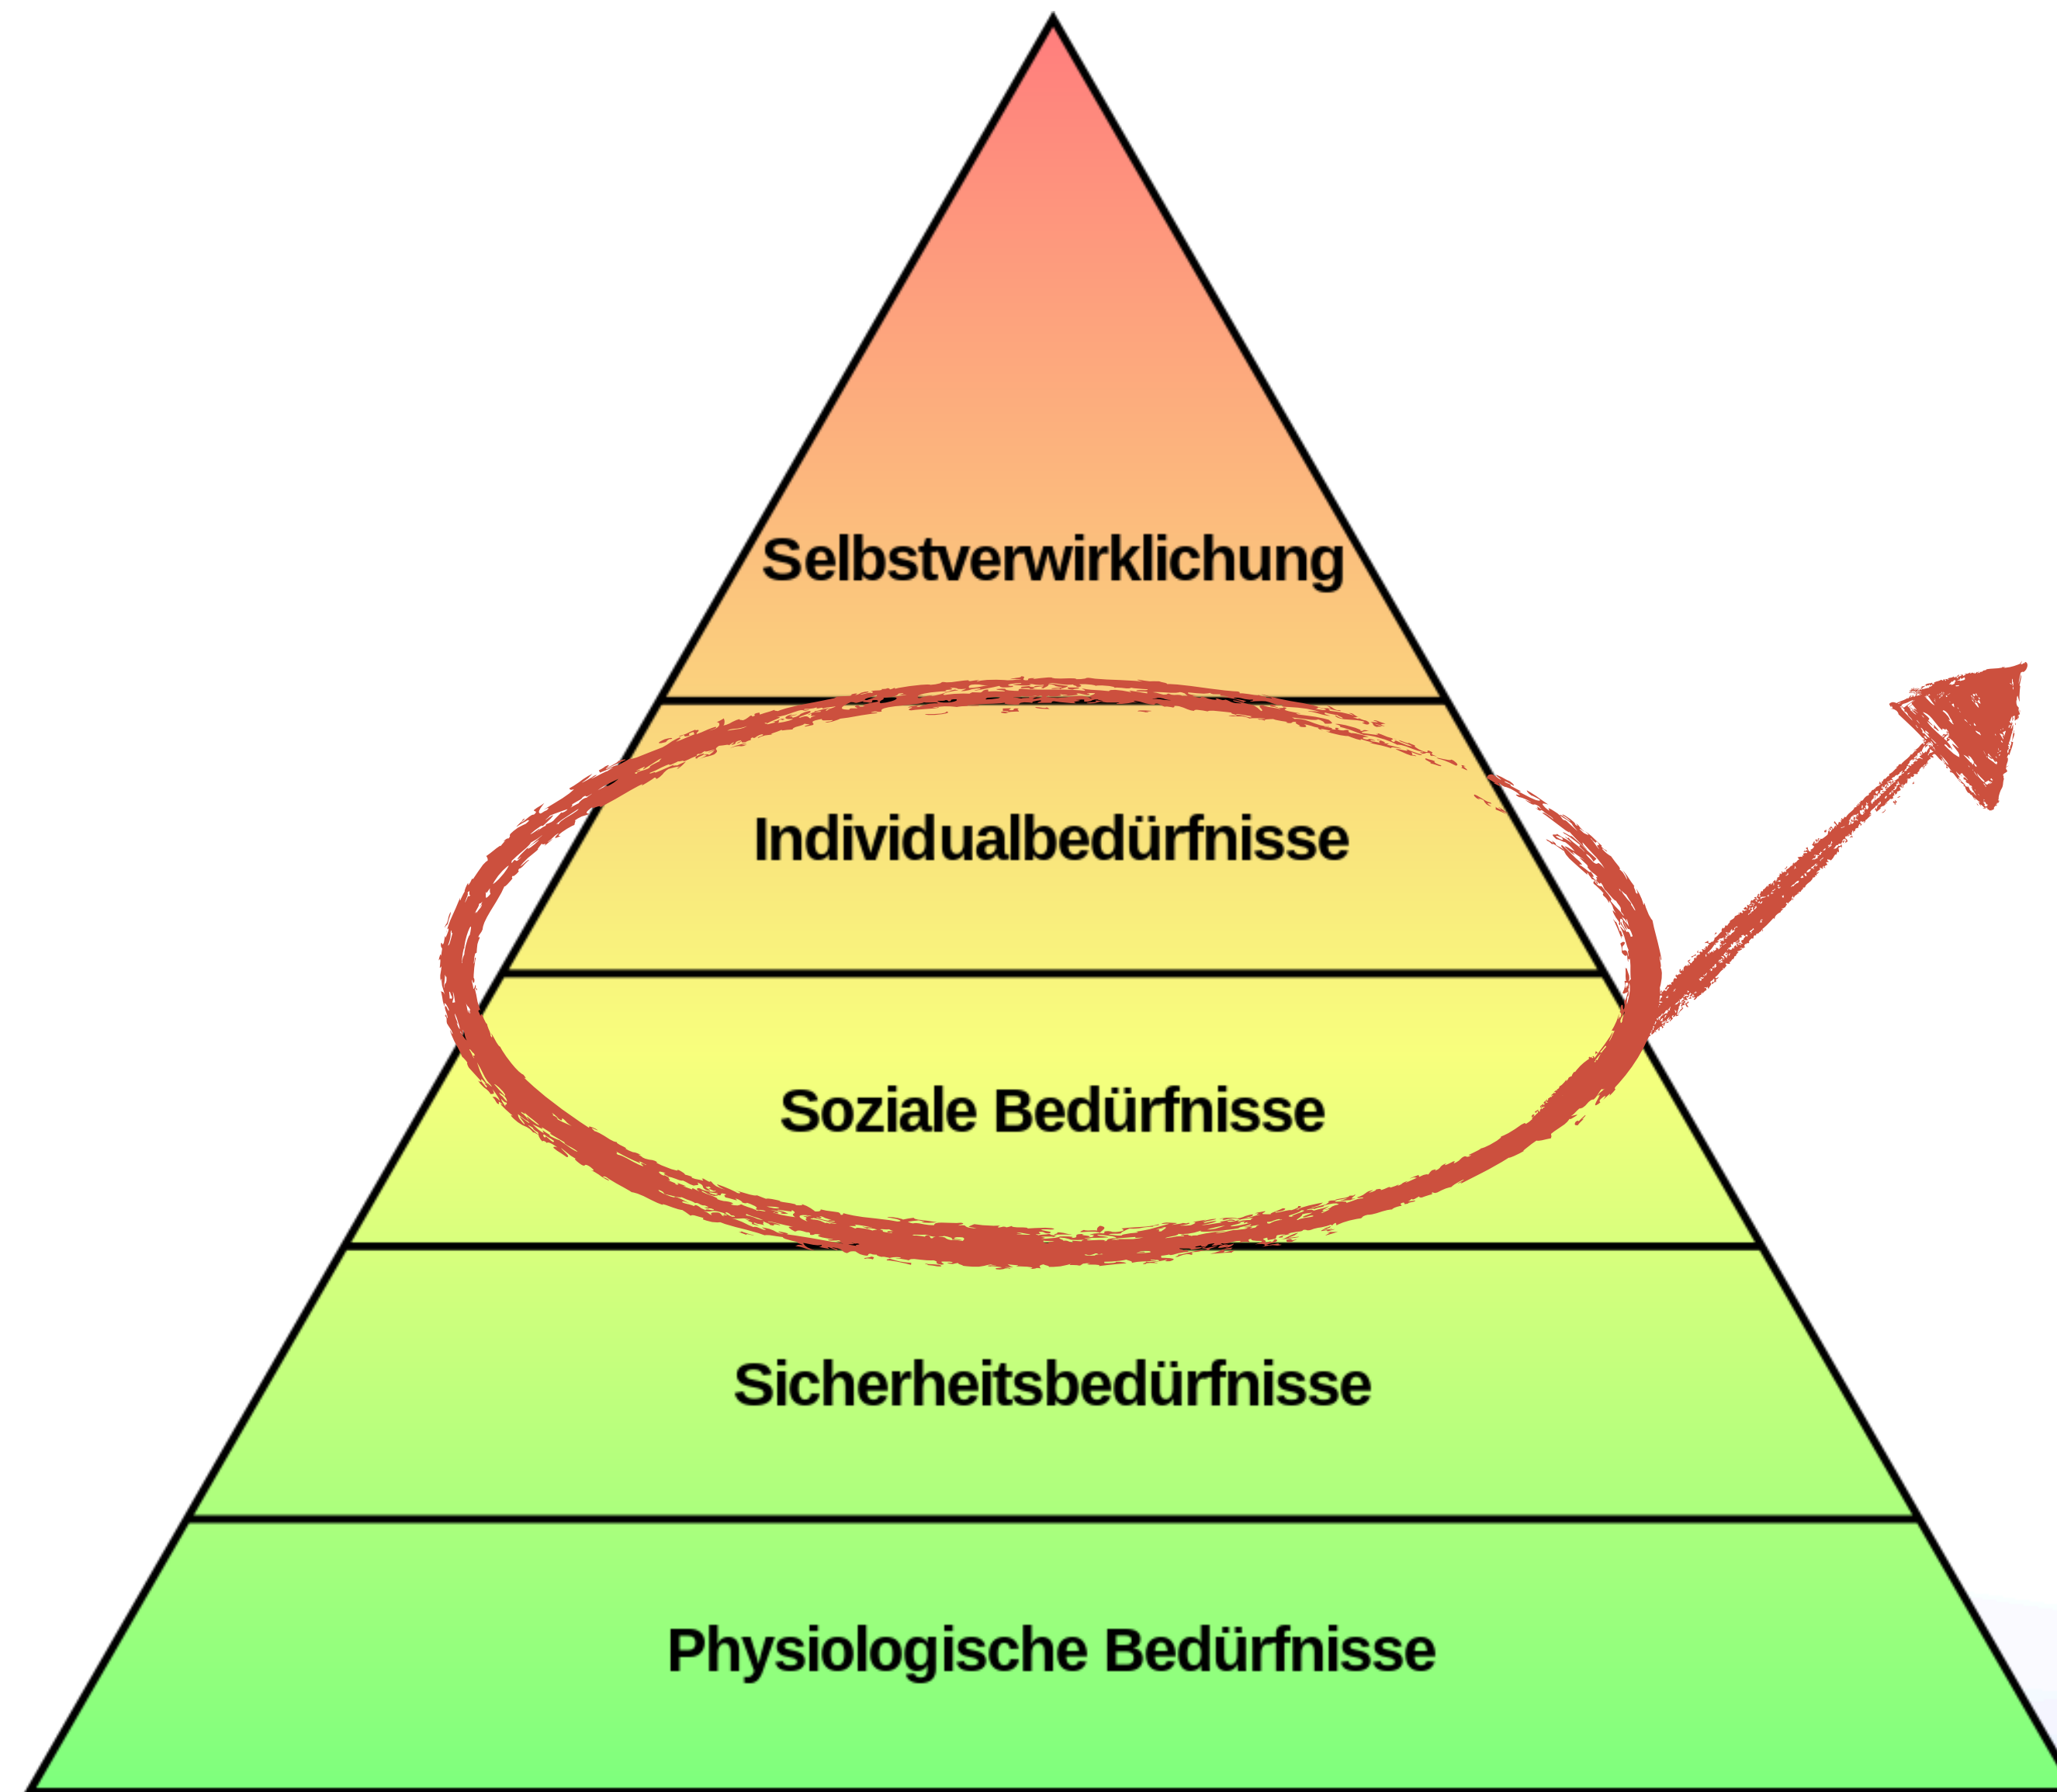 Selbstverwirklichung
Individualbedürfnisse
Soziale Bedürfnisse
Sicherheitsbedürfnisse
Physiologische Bedürfnisse